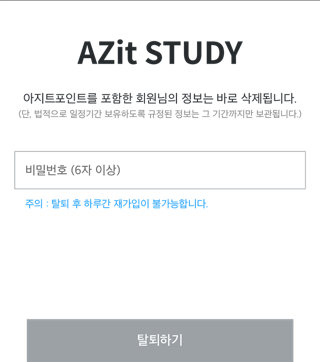 AZit STUDY
아지트포인트를 포함한 회원님의 정보는 바로 삭제됩니다.
(단, 법적으로 일정기간 보유하도록 규정된 정보는 그 기간까지만 보관됩니다.)
비밀번호 (6자 이상)
주의 : 탈퇴 후 하루간 재가입이 불가능합니다.
탈퇴하기